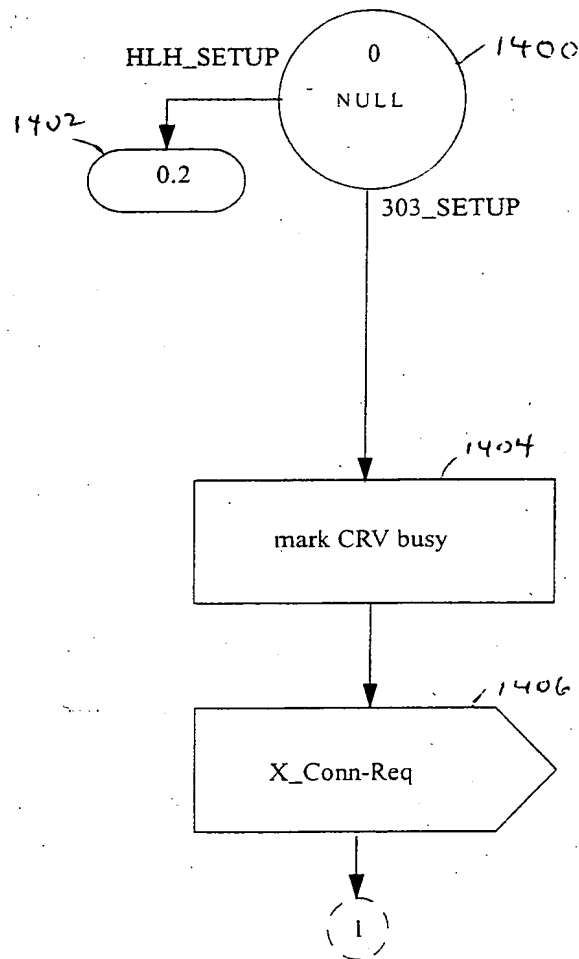 HLH_SETUP
0
NULL
1400
1402
0.2
303_SETUP
1404
mark CRV busy
1406
X_Conn-Req
1